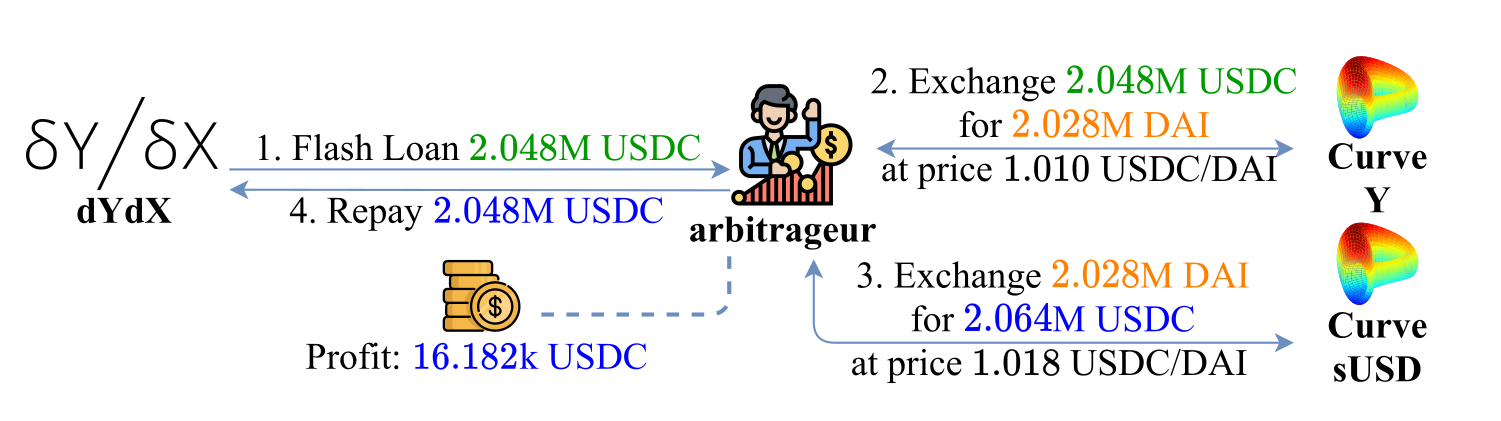 δY/δX
dYdX
1. Flash Loan 2.048M USDC
4. Repay 2.048M USDC
$
arbitrageur
2. Exchange 2.048M USDC
for 2.028M DAI
at price 1.010 USDC/DAI
Curve
Y
3. Exchange 2.028M DAI
for 2.064M USDC
at price 1.018 USDC/DAI
Curve
sUSD
$
Profit: 16.182k USDC